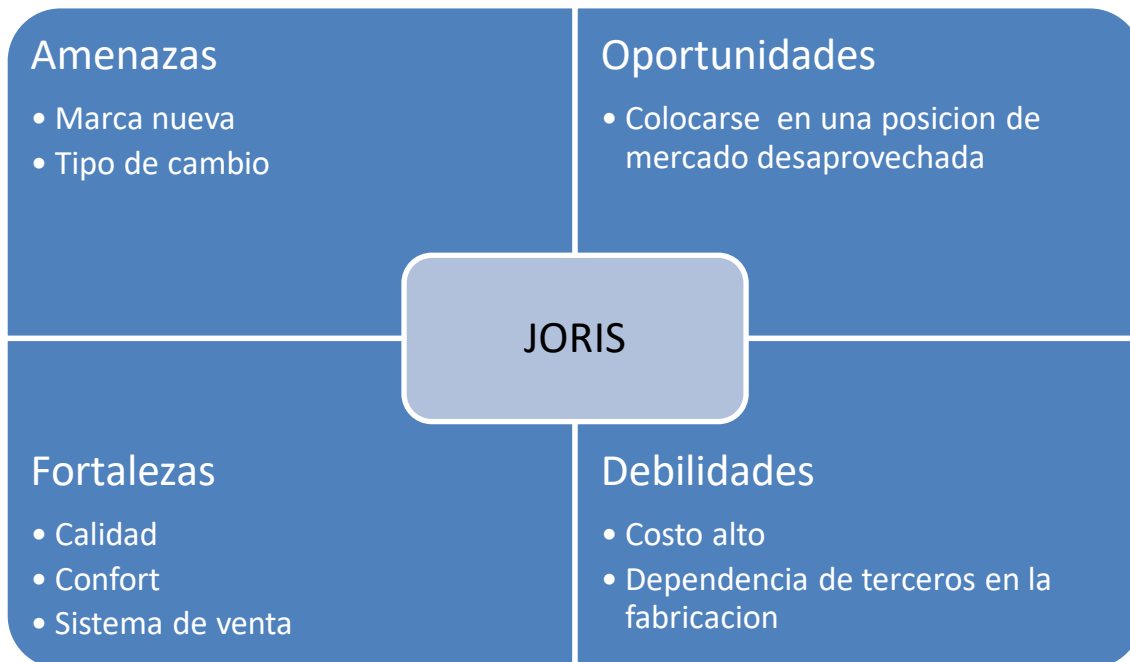 Amenazas
• Marca nueva
• Tipo de cambio
Oportunidades
• Colocarse en una posicion de
mercado desaprovechada
JORIS
Fortalezas
• Calidad
• Confort
• Sistema de venta
Debilidades
• Costo alto
• Dependencia de terceros en la
fabricacion